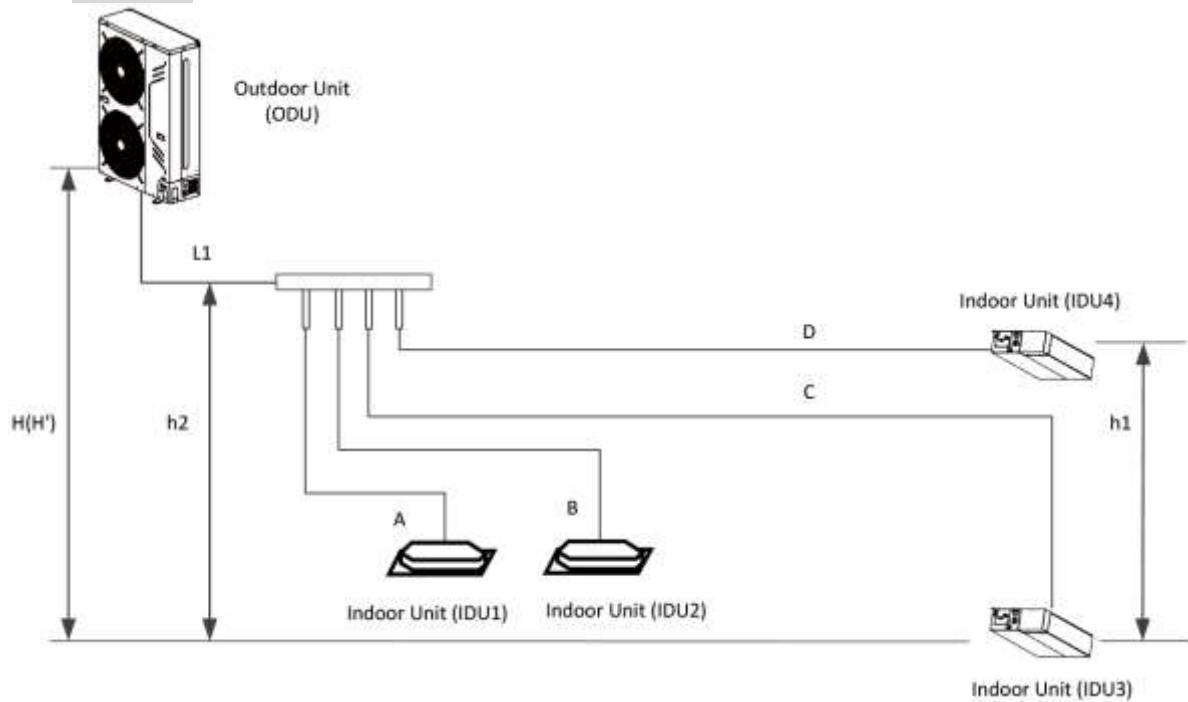 Outdoor Unit
(ODU)
L1
Indoor Unit (IDU4)
D
C
H(H')
h2
h1
A
B
Indoor Unit (IDU1)
Indoor Unit (IDU2)
Indoor Unit (IDU3)